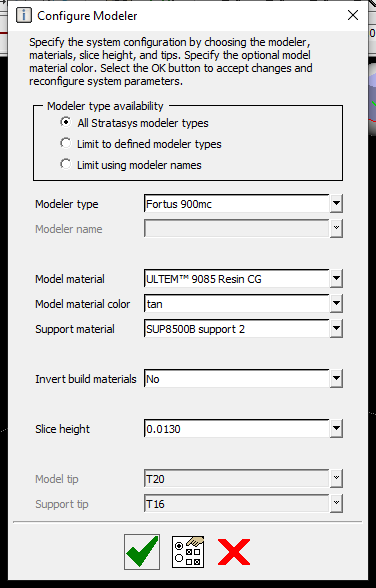 Configure Modeler
Specify the system configuration by choosing the modeler,
materials, slice height, and tips. Specify the optional model
material color. Select the OK button to accept changes and
reconfigure system parameters.
Modeler type availability
All Stratasys modeler types
Limit to defined modeler types
Limit using modeler names
Modeler type Fortus 900mc
Modeler name
Model material ULTEM™ 9085 Resin CG
Model material color tan
Support material SUP8500B support 2
Invert build materials No
Slice height 0.0130
Model tip T20
Support tip T16